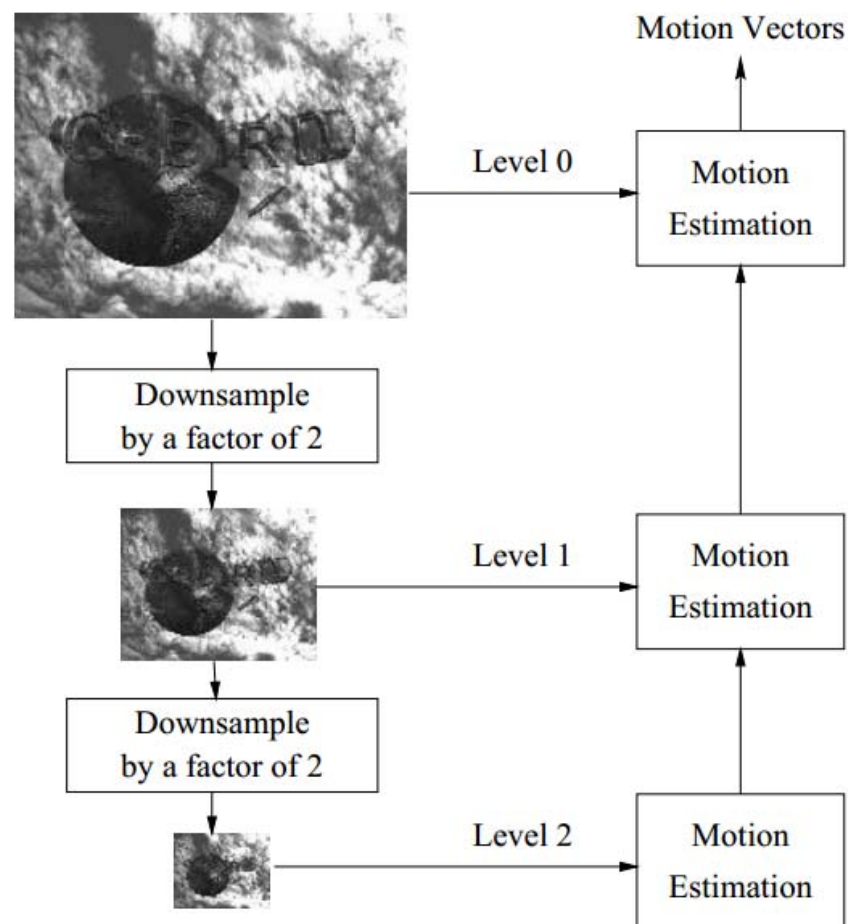 Motion Vectors
C-BIRD
Level 0
Motion
Estimation
Downsample
by a factor of 2
Level 1
Motion
Estimation
Downsample
by a factor of 2
Level 2
Motion
Estimation